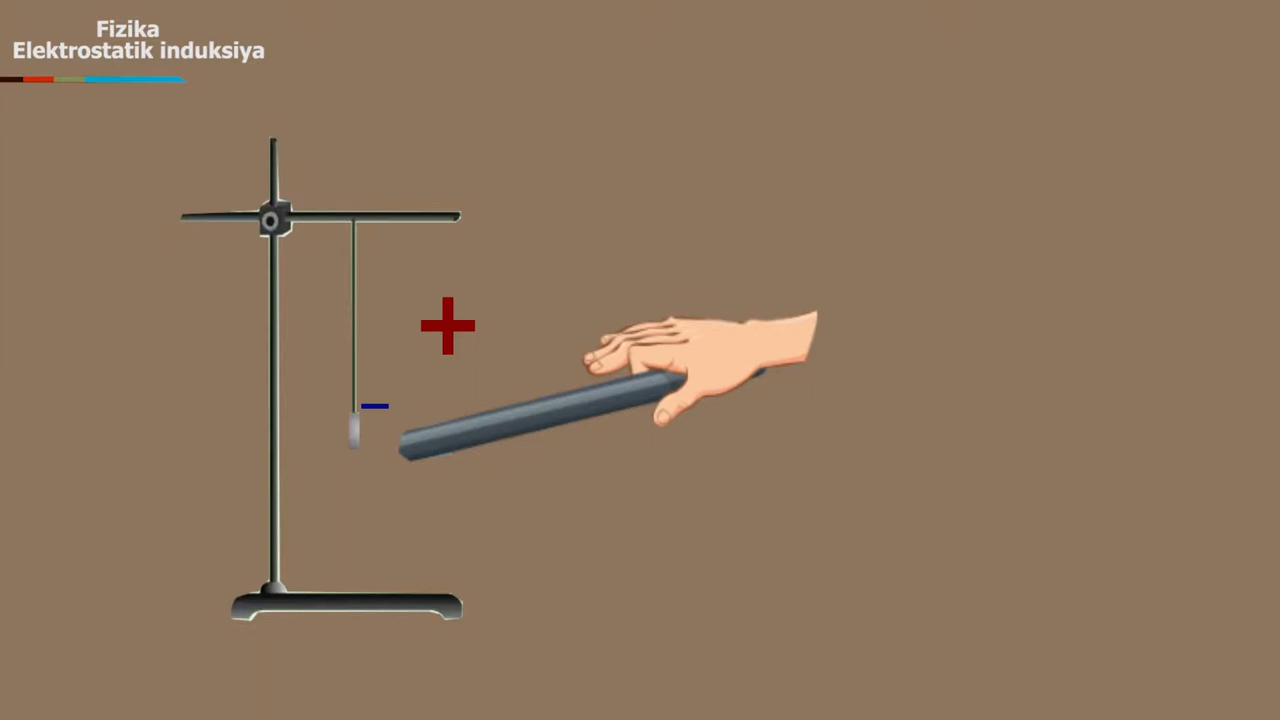 Fizika
Elektrostatik induksiya
+
−